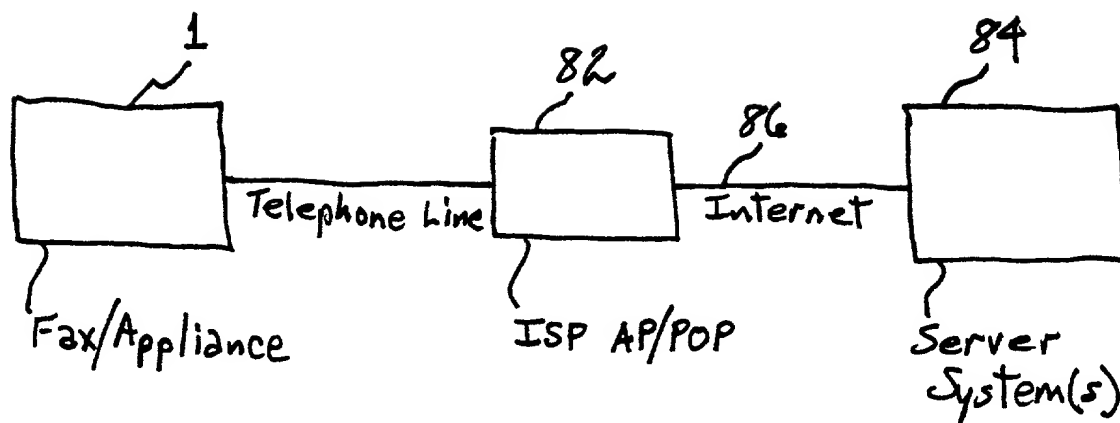 1
82
84
86
Telephone Line
Internet
Fax/Appliance
ISP AP/POP
Server
System(s)